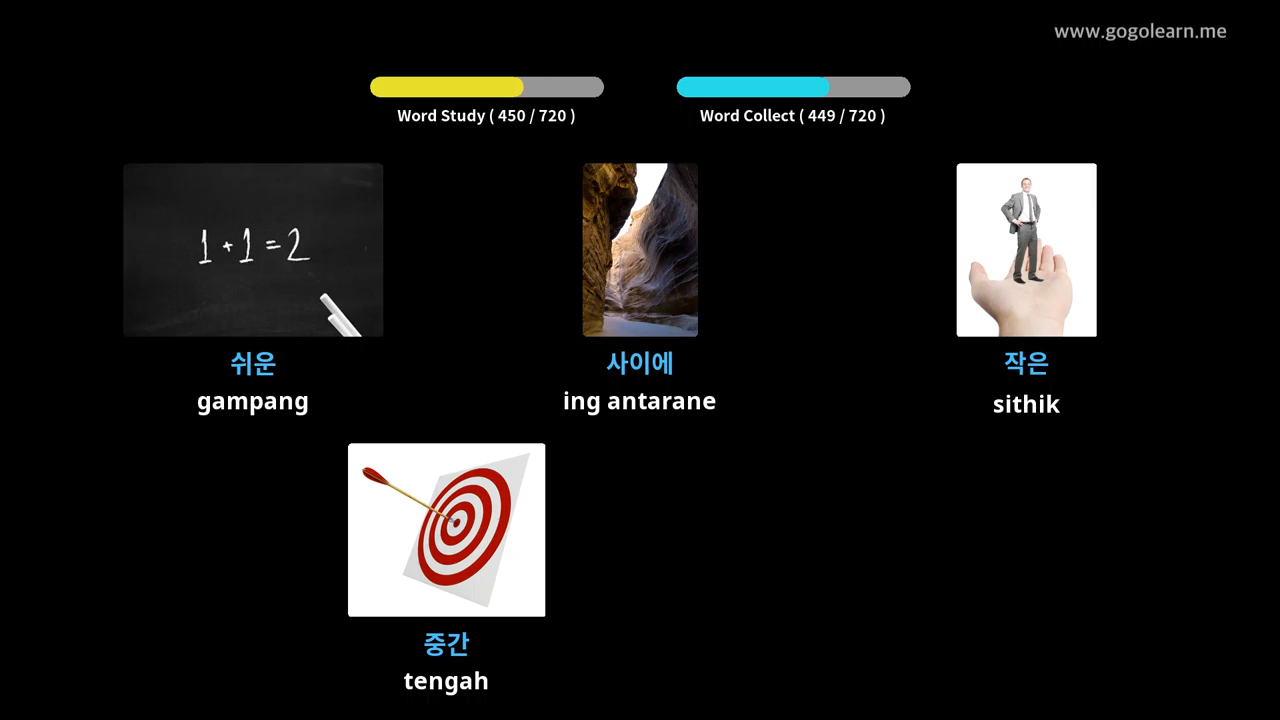 www.gogolearn.me
Word Study ( 450 / 720 )
Word Collect ( 449 / 720 )
1 + 1 = 2
쉬운
gampang
사이에
ing antarane
작은
sithik
중간
tengah